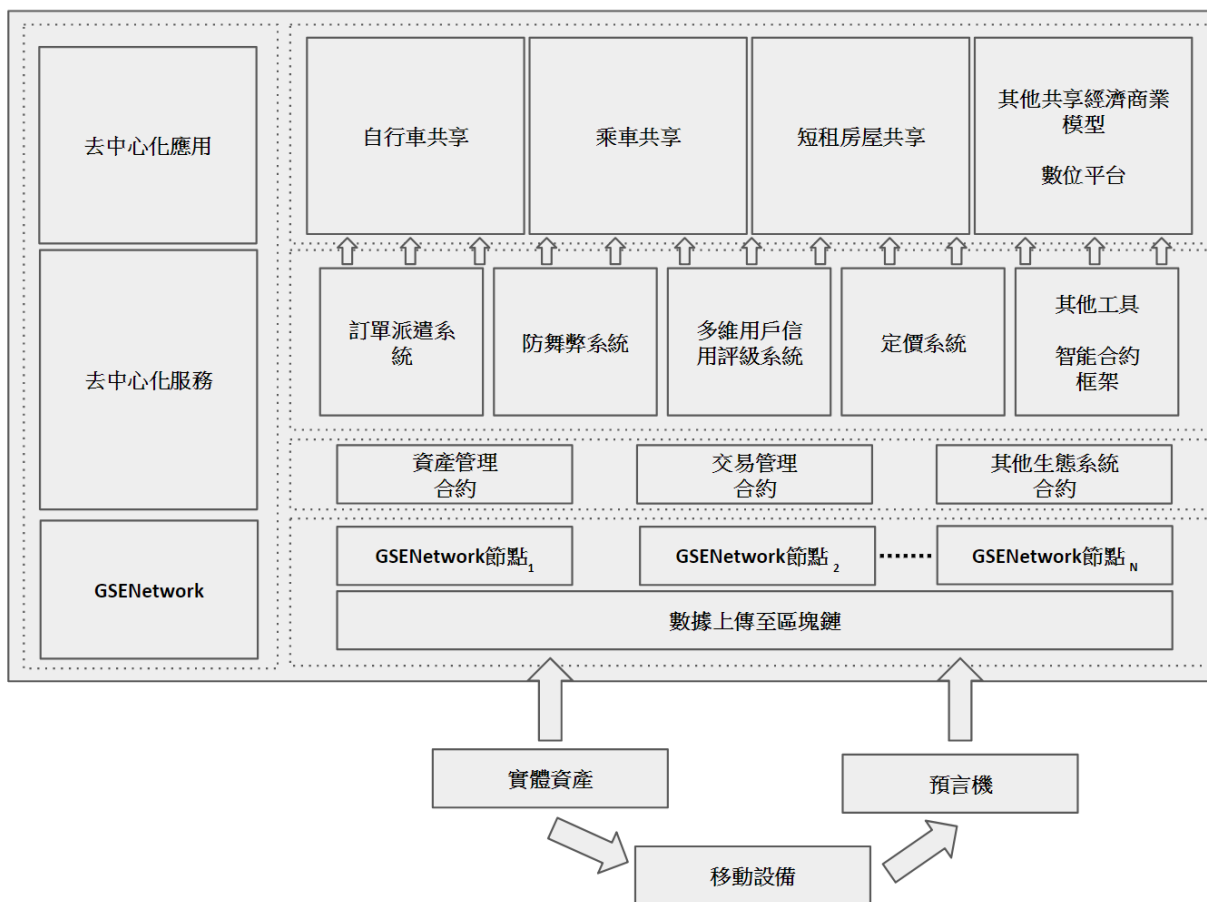 去中心化應用
自行車共享
乘車共享
短租房屋共享
其他共享經濟商業
模型
數位平台
去中心化服務
訂單派遣系
統
防舞弊系統
多維用戶信
用評級系統
定價系統
其他工具
智能合約
框架
資產管理
合約
交易管理
合約
其他生態系統
合約
GSENetwork
GSENetwork節點1
GSENetwork節點2
GSENetwork節點N
數據上傳至區塊鏈
實體資產
預言機
移動設備